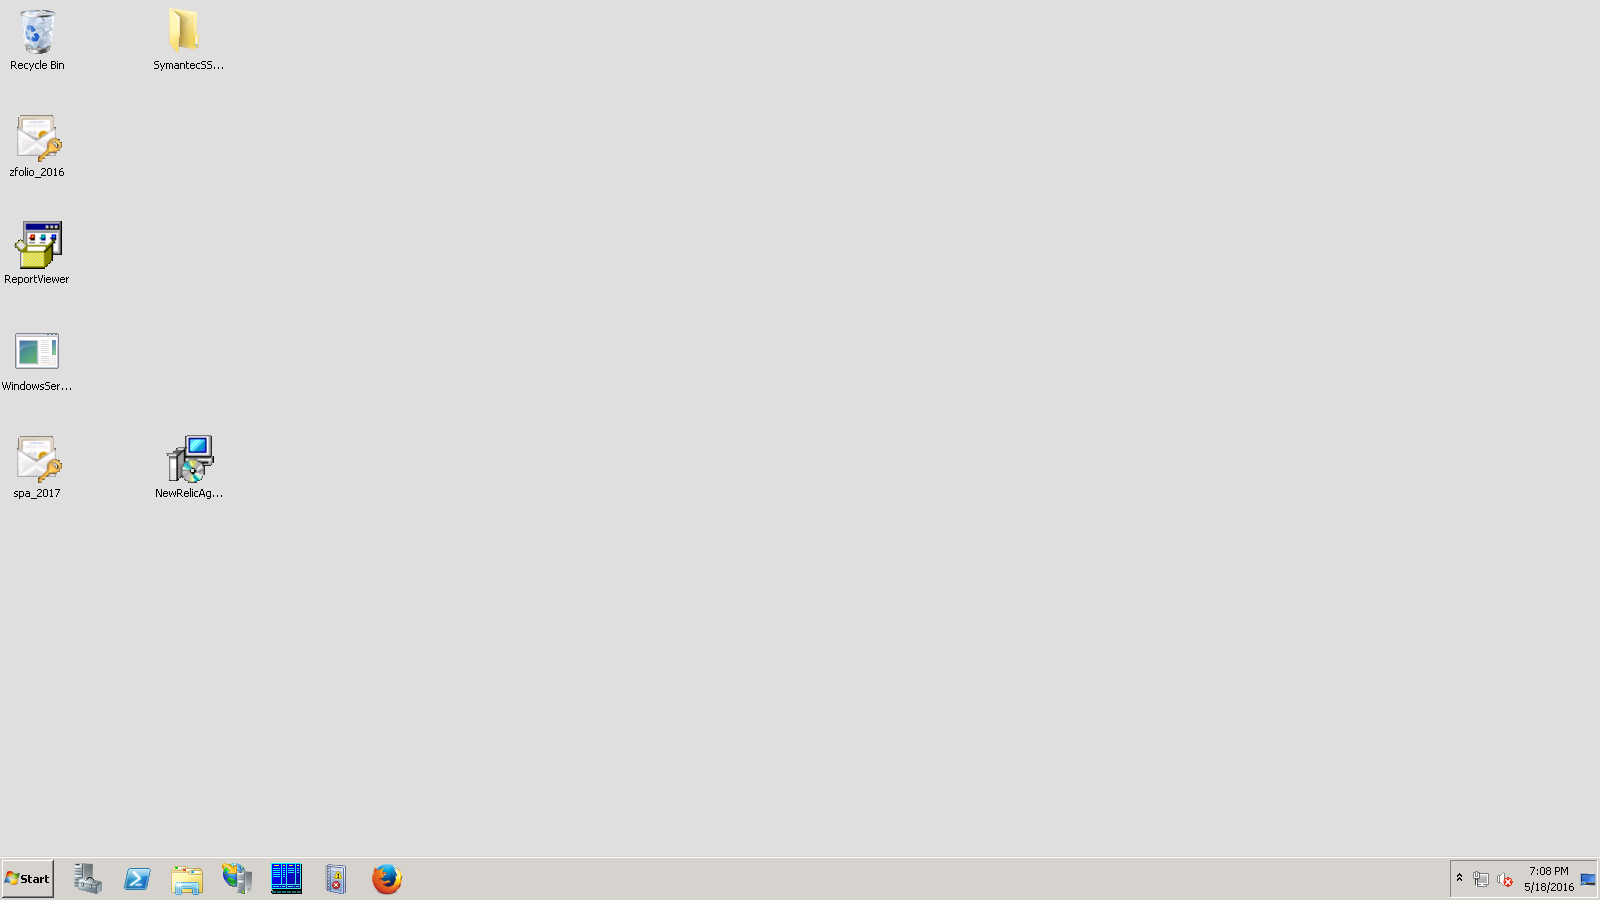 Recycle Bin
SymantecSS...
zfolio_2016
ReportViewer
WindowsSer...
spa_2017
NewRelicAg...
Start
7:08 PM
5/18/2016